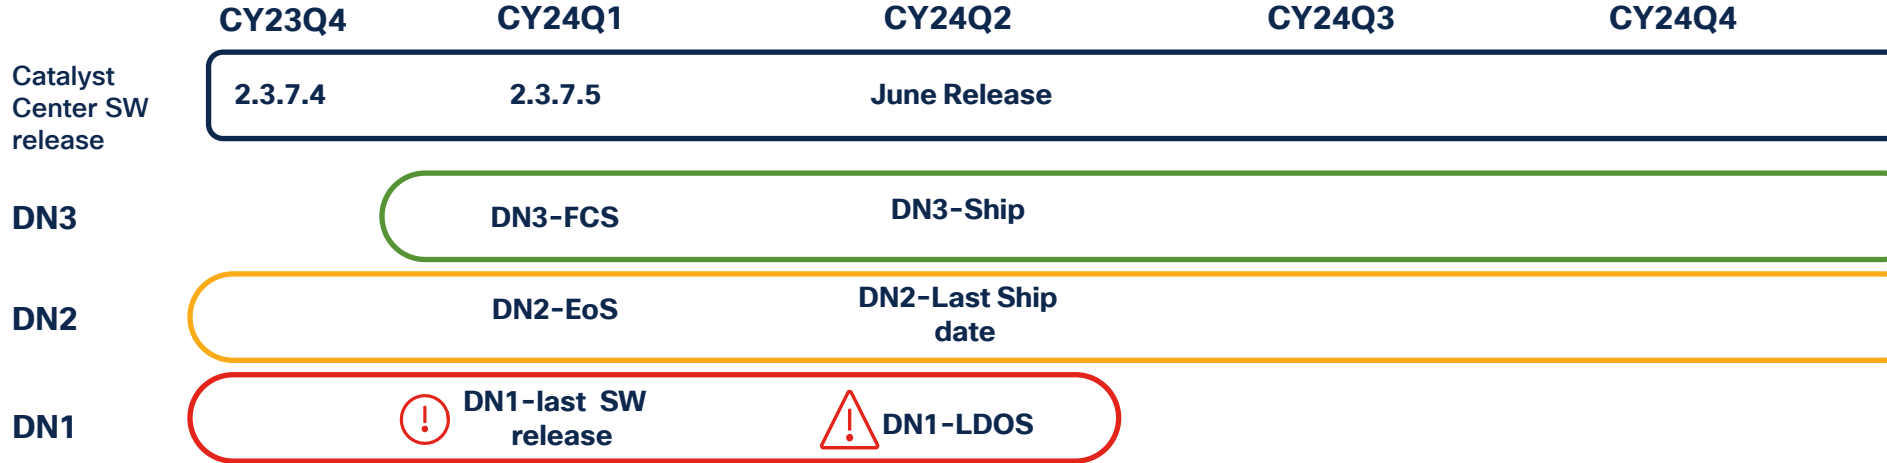 CY23Q4 CY24Q1 CY24Q2 CY24Q3 CY24Q4
Catalyst
Center SW
release
2.3.7.4 2.3.7.5 June Release
DN3 DN3-FCS DN3-Ship
DN2 DN2-EoS DN2-Last Ship
date
DN1 DN1-last SW
release
DN1-LDOS